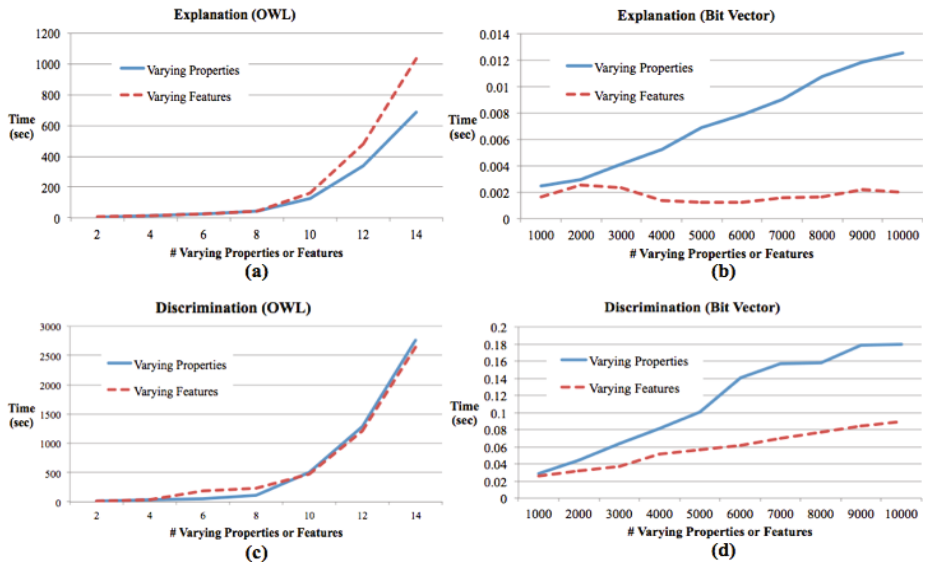 Explanation (OWL)
1200
1000
800
600
400
200
0
Time
(sec)
Varying Properties
Varying Features
2 4 6 8 10 12 14
# Varying Properties or Features
(a)
Explanation (Bit Vector)
0.014
0.012
0.01
0.008
0.006
0.004
0.002
0
Time
(sec)
Varying Properties
Varying Features
1000 2000 3000 4000 5000 6000 7000 8000 9000 10000
# Varying Properties or Features
(b)
Discrimination (OWL)
3000
2500
2000
1500
1000
500
0
Time
(sec)
Varying Properties
Varying Features
2 4 6 8 10 12 14
# Varying Properties or Features
(c)
Discrimination (Bit Vector)
0.2
0.18
0.16
0.14
0.12
0.1
0.08
0.06
0.04
0.02
0
Time
(sec)
Varying Properties
Varying Features
1000 2000 3000 4000 5000 6000 7000 8000 9000 10000
# Varying Properties or Features
(d)